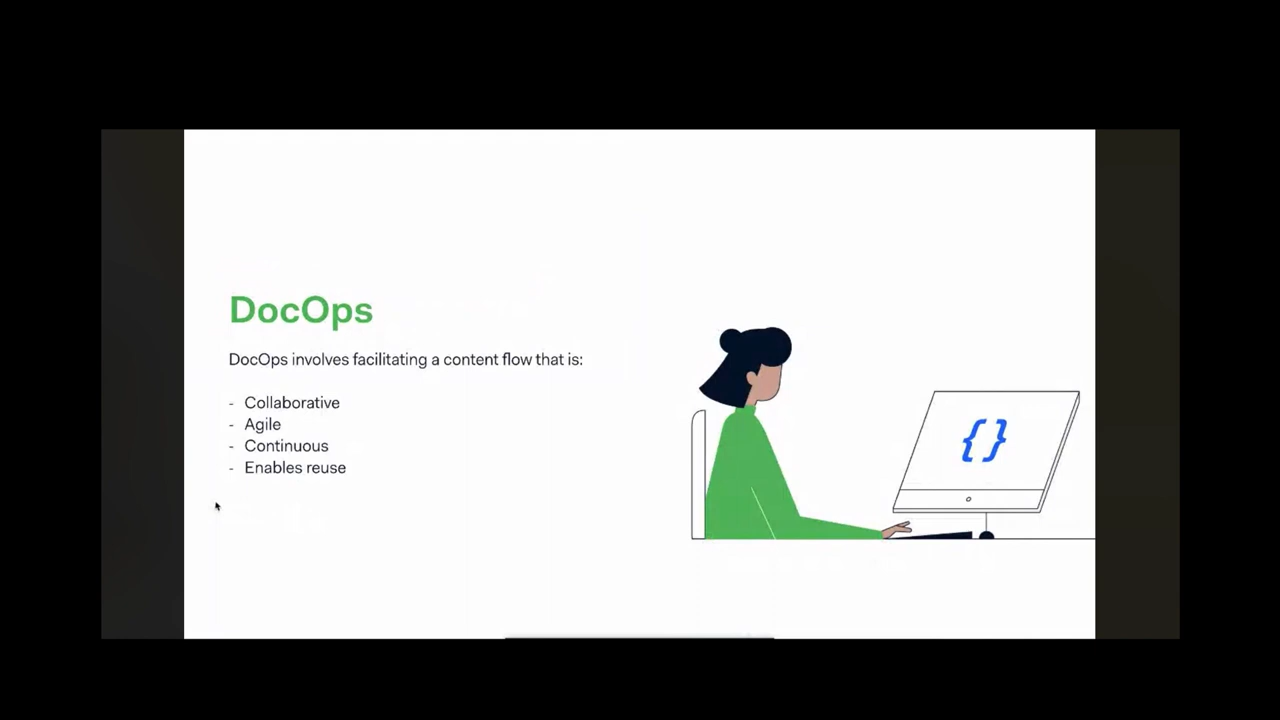 DocOps
DocOps involves facilitating a content flow that is:
- Collaborative
- Agile
- Continuous
- Enables reuse
{}